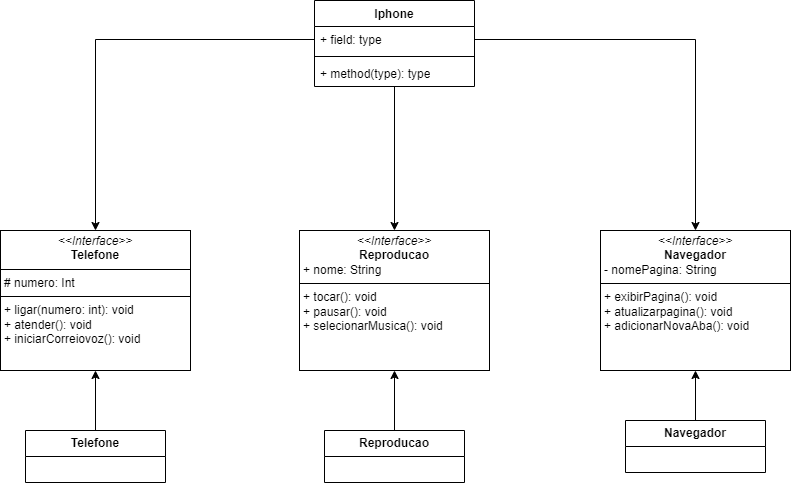 Iphone
+ field: type
+ method(type): type
<<Interface>>
Telefone
# numero: Int
+ ligar(numero: int): void
+ atender(): void
+ iniciarCorreiovoz(): void
<<Interface>>
Reproducao
+ nome: String
+ tocar(): void
+ pausar(): void
+ selecionarMusica(): void
<<Interface>>
Navegador
- nomePagina: String
+ exibirPagina(): void
+ atualizarpagina(): void
+ adicionarNovaAba(): void
Telefone
Reproducao
Navegador